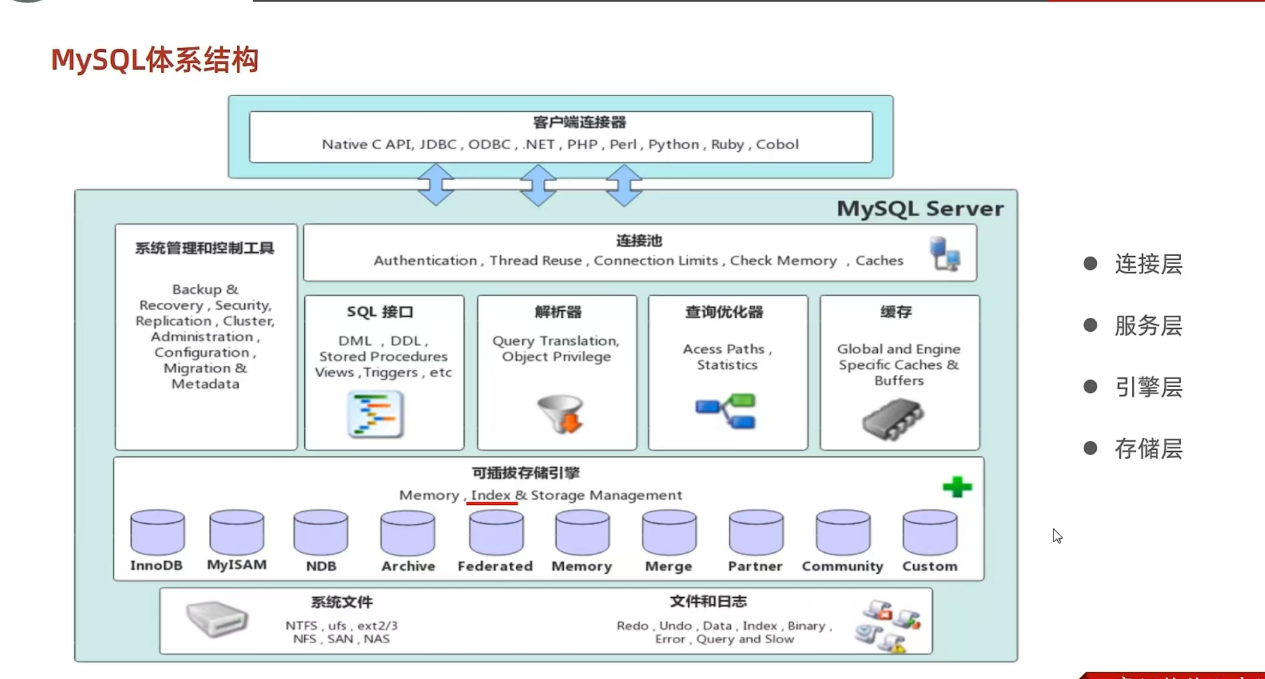 MySQL体系结构
客户端连接器
Native C API, JDBC , ODBC , .NET , PHP , Perl , Python , Ruby , Cobol
MySQL Server
系统管理和控制工具
Backup &
Recovery , Security,
Replication , Cluster,
Administration ,
Configuration ,
Migration &
Metadata
连接池
Authentication , Thread Reuse , Connection Limits , Check Memory , Caches
SQL 接口
DML , DDL ,
Stored Procedures
Views ,Triggers , etc
解析器
Query Translation,
Object Privilege
查询优化器
Acess Paths ,
Statistics
缓存
Global and Engine
Specific Caches &
Buffers
可插拔存储引擎
Memory , Index & Storage Management
InnoDB
MyISAM
NDB
Archive
Federated
Memory
Merge
Partner
Community
Custom
系统文件
NTFS , ufs , ext2/3
NFS , SAN , NAS
文件和日志
Redo , Undo , Data , Index , Binary ,
Error , Query and Slow
连接层
服务层
引擎层
存储层